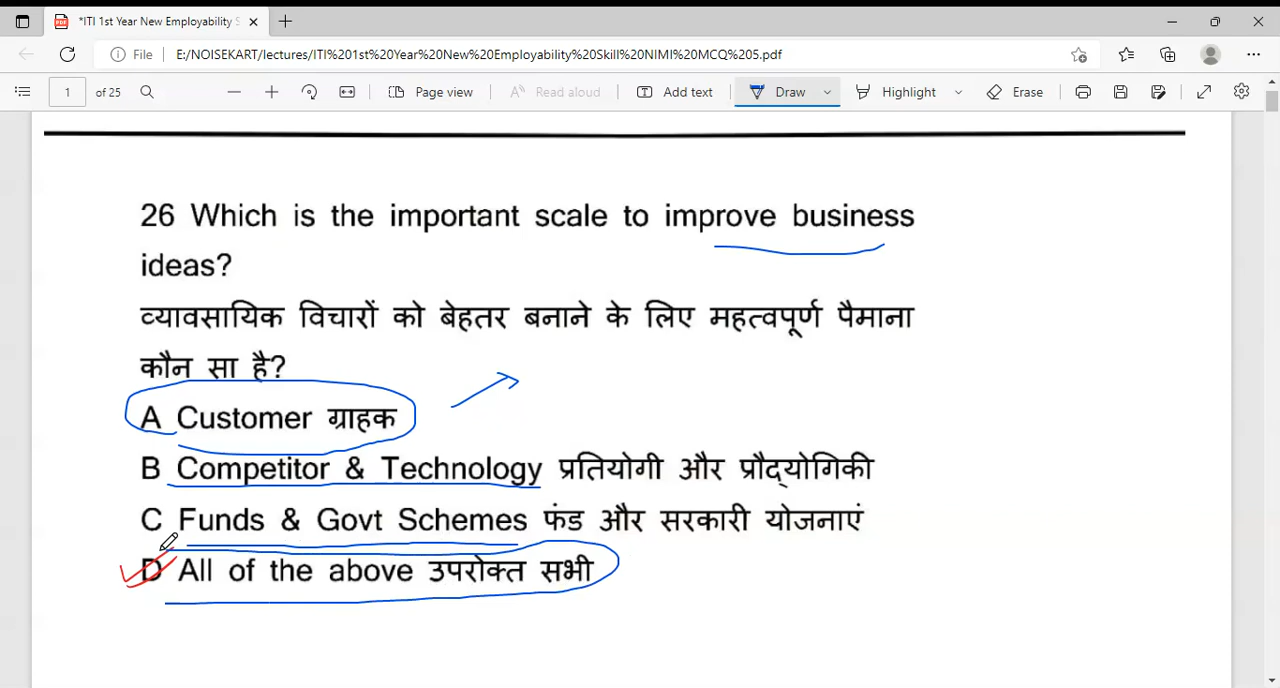 *ITI 1st Year New Employability S
File E:/NOISEKART/lectures/ITI%201st%20Year%20New%20Employability%20Skill%20NIMI%20MCQ%205.pdf
1 of 25 Page view Read aloud Add text Draw Highlight Erase
26 Which is the important scale to improve business
ideas?
व्यावसायिक विचारों को बेहतर बनाने के लिए महत्वपूर्ण पैमाना
कौन सा है?
A Customer ग्राहक
B Competitor & Technology प्रतियोगी और प्रौद्योगिकी
C Funds & Govt Schemes फंड और सरकारी योजनाएं
D All of the above उपरोक्त सभी